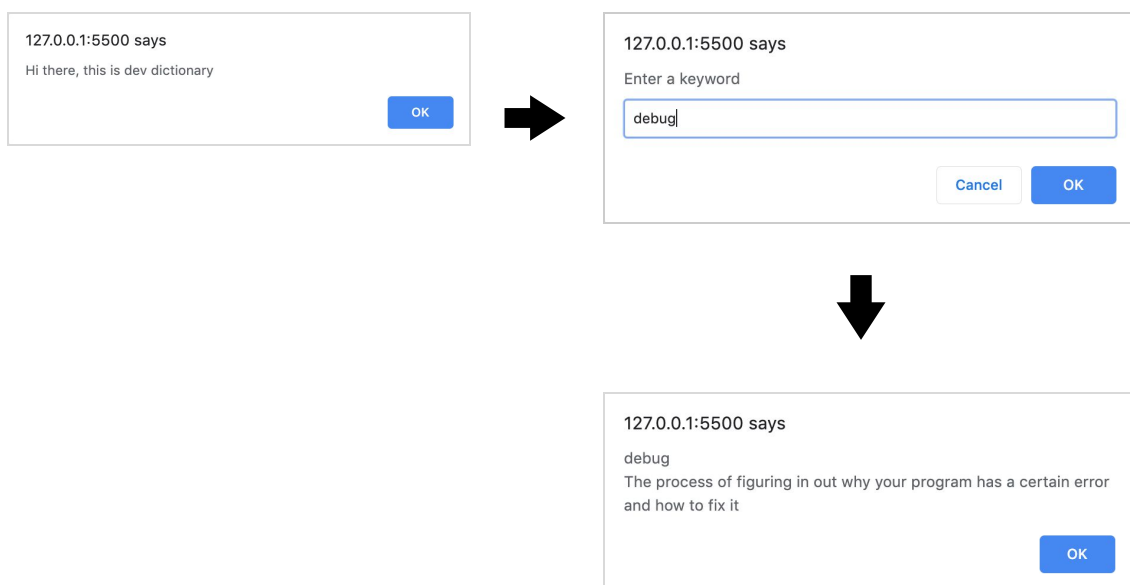 127.0.0.1:5500 says
Hi there, this is dev dictionary
OK
127.0.0.1:5500 says
Enter a keyword
debug
Cancel OK
127.0.0.1:5500 says
debug
The process of figuring in out why your program has a certain error
and how to fix it
OK